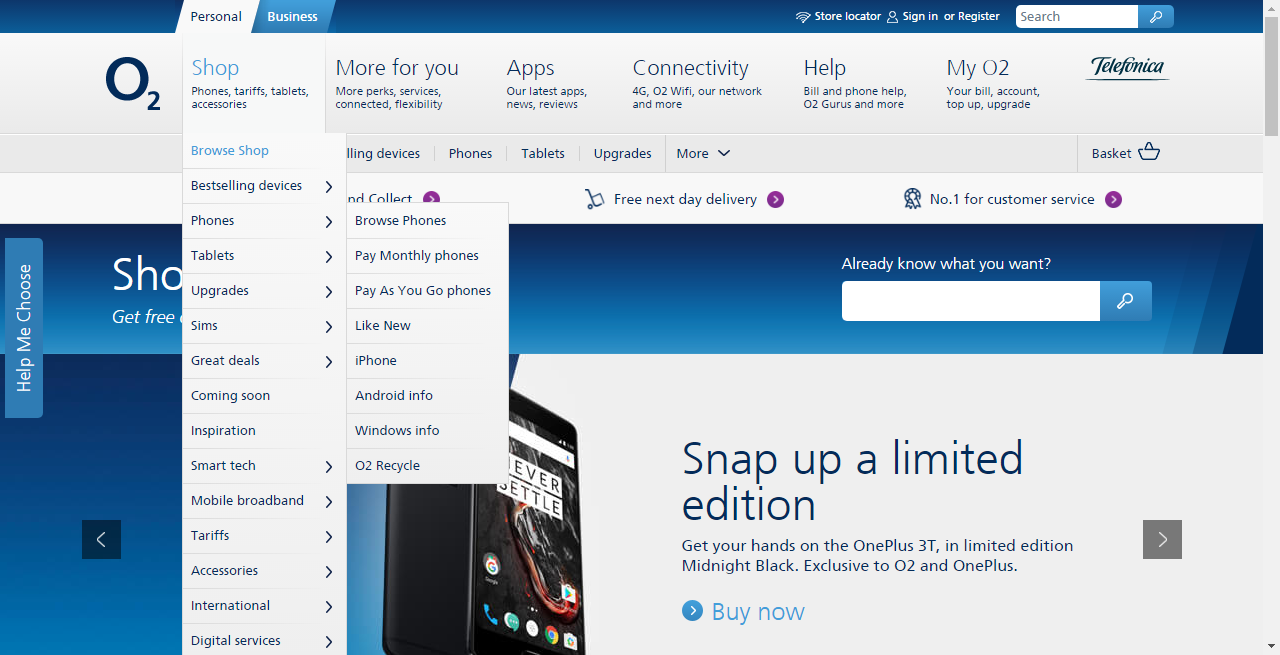 Personal
Business
Store locator
Sign in or Register
Search
O2
Shop
Phones, tariffs, tablets,
accessories
More for you
More perks, services,
connected, flexibility
Apps
Our latest apps,
news, reviews
Connectivity
4G, O2 Wifi, our network
and more
Help
Bill and phone help,
O2 Gurus and more
My O2
Your bill, account,
top up, upgrade
Telefónica
lling devices
Phones
Tablets
Upgrades
More
Basket
nd Collect
Free next day delivery
No.1 for customer service
Browse Shop
Bestselling devices
Phones
Tablets
Upgrades
Sims
Great deals
Coming soon
Inspiration
Smart tech
Mobile broadband
Tariffs
Accessories
International
Digital services
Browse Phones
Pay Monthly phones
Pay As You Go phones
Like New
iPhone
Android info
Windows info
O2 Recycle
Help Me Choose
Sho
Get free
Already know what you want?
NEVER
SETTLE
Google
Snap up a limited
edition
Get your hands on the OnePlus 3T, in limited edition
Midnight Black. Exclusive to O2 and OnePlus.
Buy now